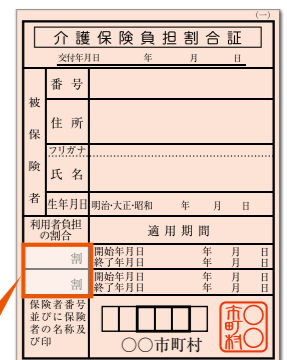 (一)
介護保険負担割合証
交付年月日 年 月 日
被保険者
番号
住所
フリガナ
氏名
生年月日 明治・大正・昭和 年 月 日
利用者負担の割合 適用期間
割 開始年月日 年 月 日
終了年月日 年 月 日
割 開始年月日 年 月 日
終了年月日 年 月 日
保険者番号
並びに保険
者の名称及
び印
〇〇市町村
〇〇市町村